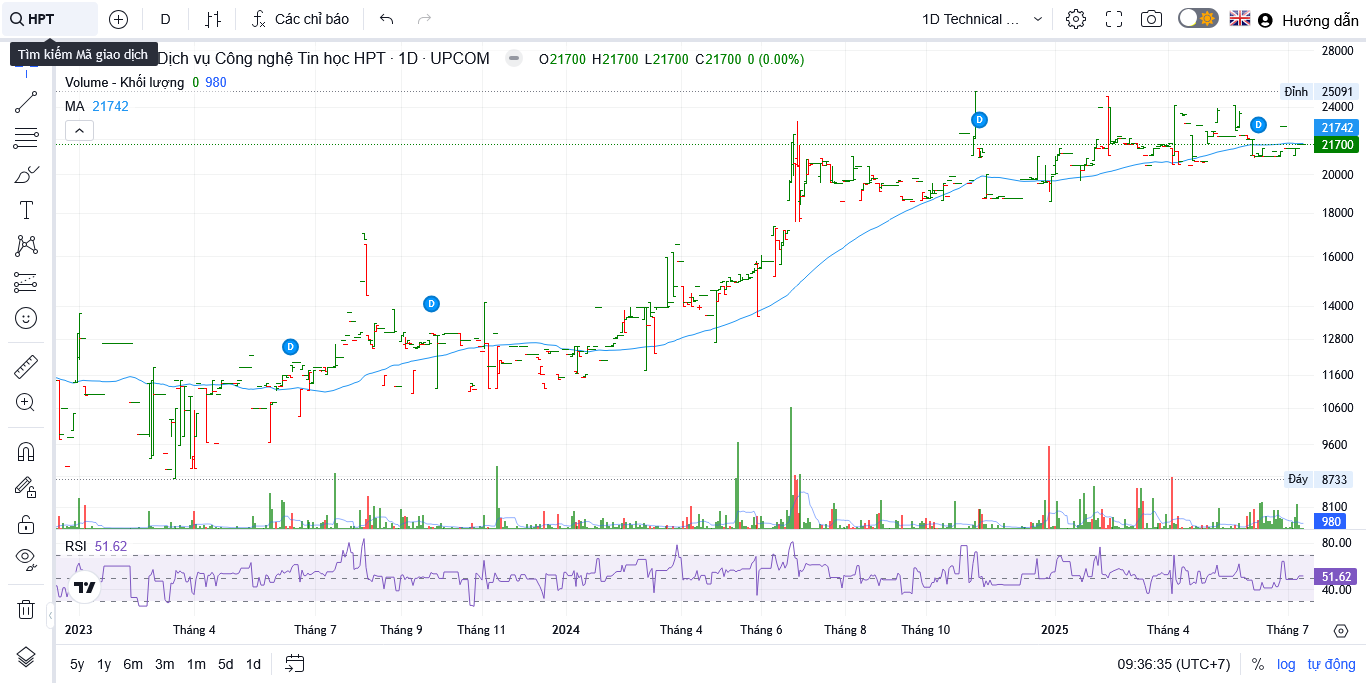 HPT
D
Các chỉ báo
1D Technical ...
Hướng dẫn
Tìm kiếm Mã giao dịch
Dịch vụ Công nghệ Tin học HPT · 1D · UPCOM
O21700 H21700 L21700 C21700 0 (0.00%)
Volume - Khối lượng 0 980
MA 21742
28000
Đỉnh 25091
24000
21742
21700
20000
18000
16000
14000
12800
11600
10600
9600
Đáy 8733
8100
980
D
D
D
D
RSI 51.62
80.00
51.62
40.00
2023
Tháng 4
Tháng 7
Tháng 9
Tháng 11
2024
Tháng 4
Tháng 6
Tháng 8
Tháng 10
2025
Tháng 4
Tháng 7
5y 1y 6m 3m 1m 5d 1d
09:36:35 (UTC+7)
% log tự động